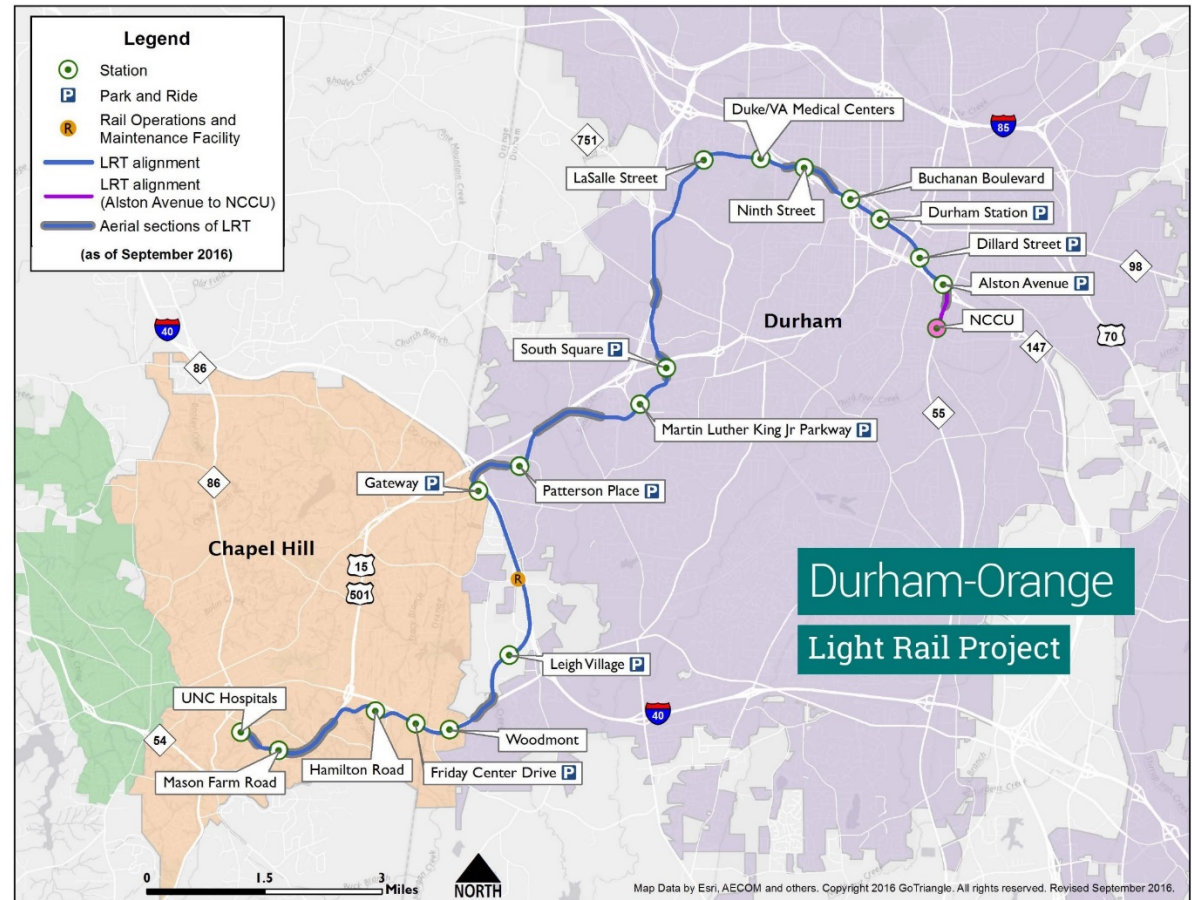 Legend
Station
P
Park and Ride
R
Rail Operations and
Maintenance Facility
LRT alignment
LRT alignment
(Alston Avenue to NCCU)
Aerial sections of LRT
(as of September 2016)
Duke/VA Medical Centers
85
751
LaSalle Street
Buchanan Boulevard
Ninth Street
Durham Station P
Dillard Street P
98
Alston Avenue P
Durham
NCCU
40
147
70
South Square P
86
55
Martin Luther King Jr Parkway P
86
Gateway P
Patterson Place P
Chapel Hill
15
501
R
Durham-Orange
Light Rail Project
Leigh Village P
UNC Hospitals
40
54
Woodmont
Hamilton Road
Friday Center Drive P
Mason Farm Road
0 1.5 3
Miles
NORTH
Map Data by Esri, AECOM and others. Copyright 2016 GoTriangle. All rights reserved. Revised September 2016.